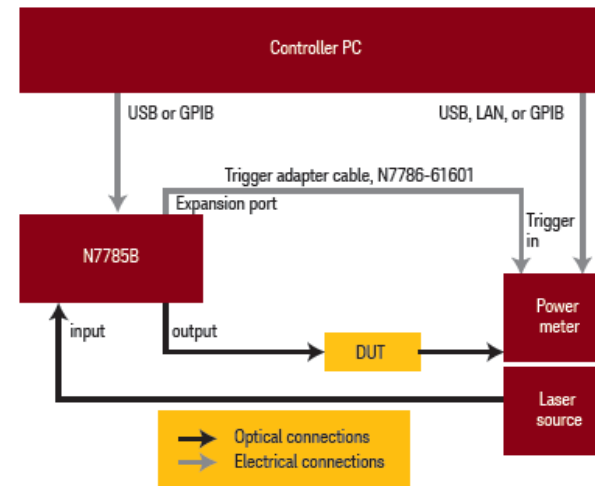 Controller PC
USB or GPIB
USB, LAN, or GPIB
Trigger adapter cable, N7786-61601
Expansion port
Trigger
in
N7785B
Power
meter
input
output
DUT
Laser
source
Optical connections
Electrical connections